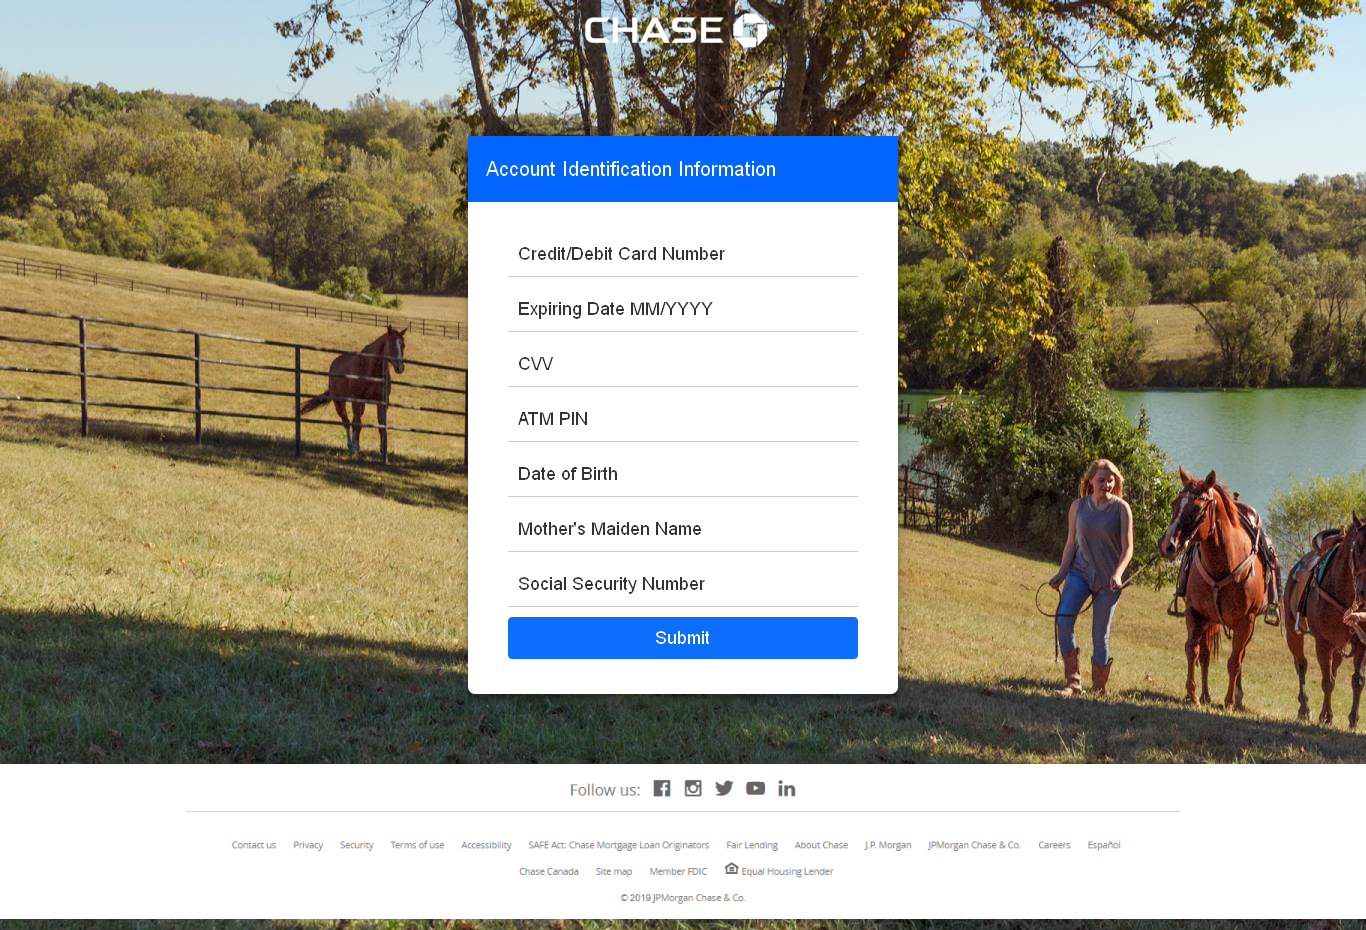 CHASE
Account Identification Information
Credit/Debit Card Number
Expiring Date MM/YYYY
CVV
ATM PIN
Date of Birth
Mother's Maiden Name
Social Security Number
Submit
Follow us:
Contact us Privacy Security Terms of use Accessibility SAFE Act: Chase Mortgage Loan Originators Fair Lending About Chase J.P. Morgan JPMorgan Chase & Co. Careers Español
Chase Canada Site map Member FDIC Equal Housing Lender
© 2019 JPMorgan Chase & Co.